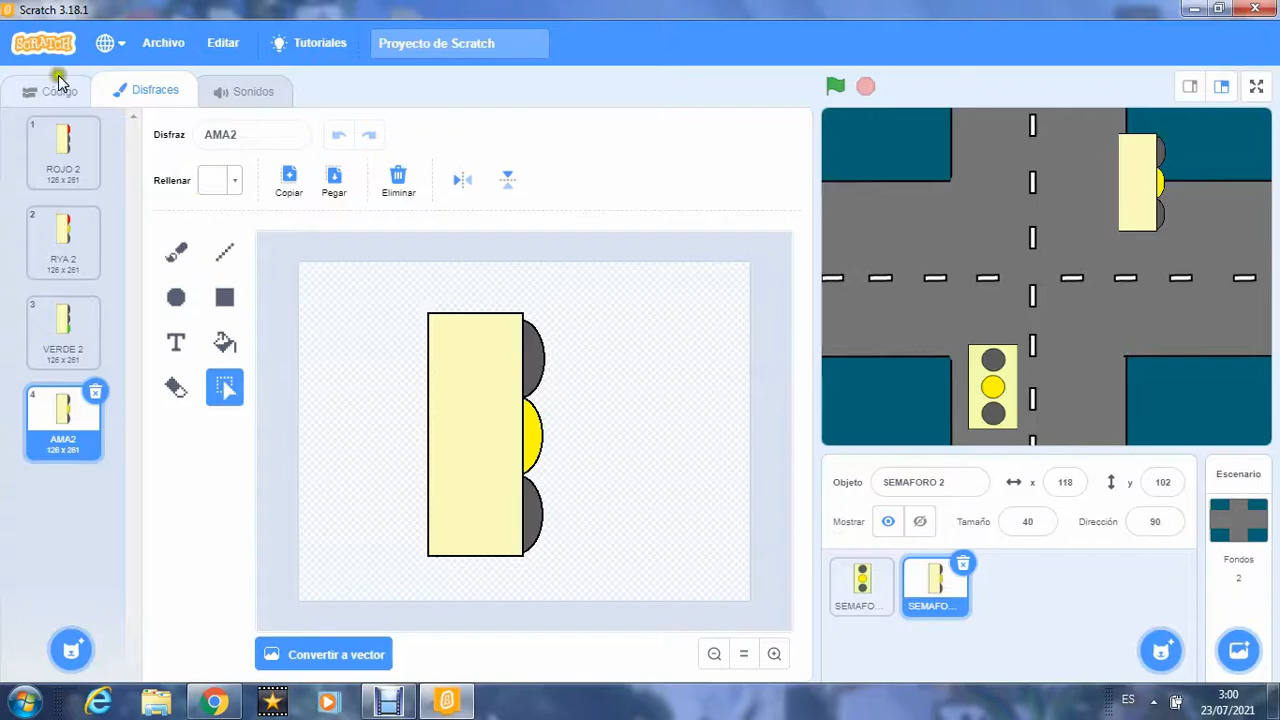 Scratch 3.18.1
SCRATCH
Archivo
Editar
Tutoriales
Proyecto de Scratch
Código
Disfraces
Sonidos
1
ROJO 2
126 x 261
2
RYA 2
126 x 261
3
VERDE 2
126 x 261
4
AMA2
126 x 261
Disfraz
AMA2
Rellenar
Copiar
Pegar
Eliminar
T
Convertir a vector
Objeto
SEMAFORO 2
x
118
y
102
Mostrar
Tamaño
40
Dirección
90
SEMAFO...
SEMAFO...
Escenario
Fondos
2
ES
3:00
23/07/2021